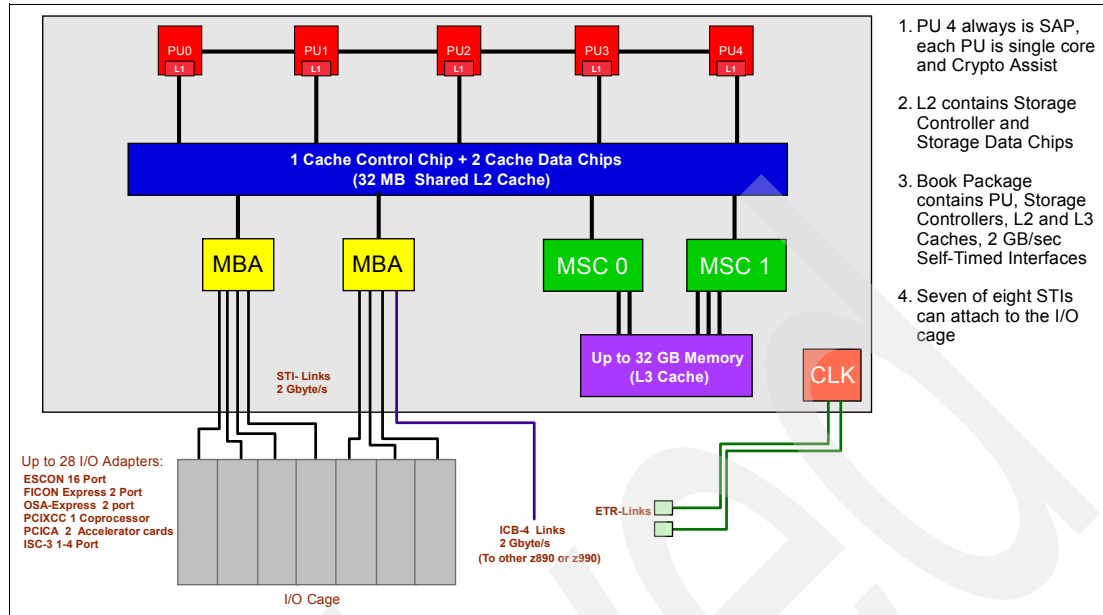 PU0
L1
PU1
L1
PU2
L1
PU3
L1
PU4
L1
1 Cache Control Chip + 2 Cache Data Chips
(32 MB Shared L2 Cache)
MBA
MBA
MSC 0
MSC 1
Up to 32 GB Memory
(L3 Cache)
CLK
STI- Links
2 Gbyte/s
Up to 28 I/O Adapters:
ESCON 16 Port
FICON Express 2 Port
OSA-Express 2 port
PCIXCC 1 Coprocessor
PCICA 2 Accelerator cards
ISC-3 1-4 Port
I/O Cage
ICB-4 Links
2 Gbyte/s
(To other z890 or z990)
ETR-Links
1. PU 4 always is SAP,
each PU is single core
and Crypto Assist
2. L2 contains Storage
Controller and
Storage Data Chips
3. Book Package
contains PU, Storage
Controllers, L2 and L3
Caches, 2 GB/sec
Self-Timed Interfaces
4. Seven of eight STIs
can attach to the I/O
cage